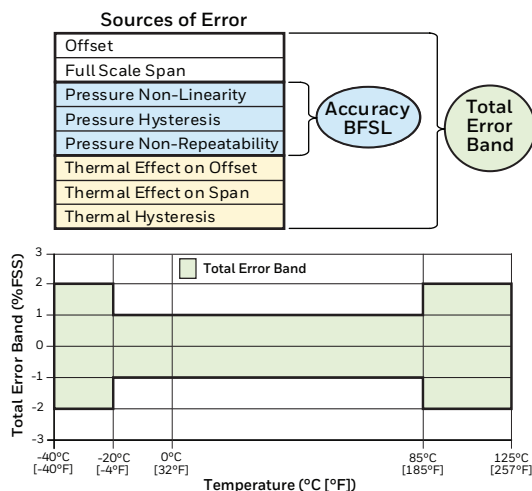 Sources of Error
Offset
Full Scale Span
Pressure Non-Linearity
Pressure Hysteresis
Pressure Non-Repeatability
Thermal Effect on Offset
Thermal Effect on Span
Thermal Hysteresis
Accuracy
BFSL
Total
Error
Band
Total Error Band (%FSS)
3
2
1
0
-1
-2
-3
Total Error Band
-40°C
[-40°F]
-20°C
[-4°F]
0°C
[32°F]
85°C
[185°F]
125°C
[257°F]
Temperature (°C [°F])